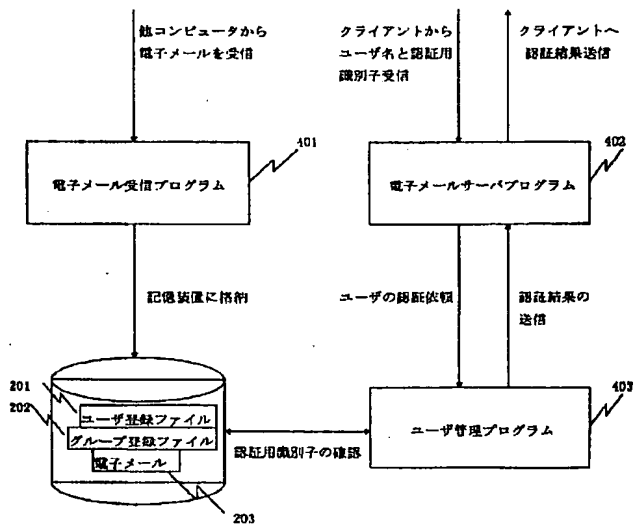 他コンピュータから
電子メールを受信
クライアントから
ユーザ名と認証用
識別子受信
クライアントへ
認証結果送信
401
電子メール受信プログラム
402
電子メールサーバプログラム
記憶装置に格納
ユーザの認証依頼
認証結果の
送信
201
202
ユーザ登録ファイル
グループ登録ファイル
電子メール
203
認証用識別子の確認
403
ユーザ管理プログラム